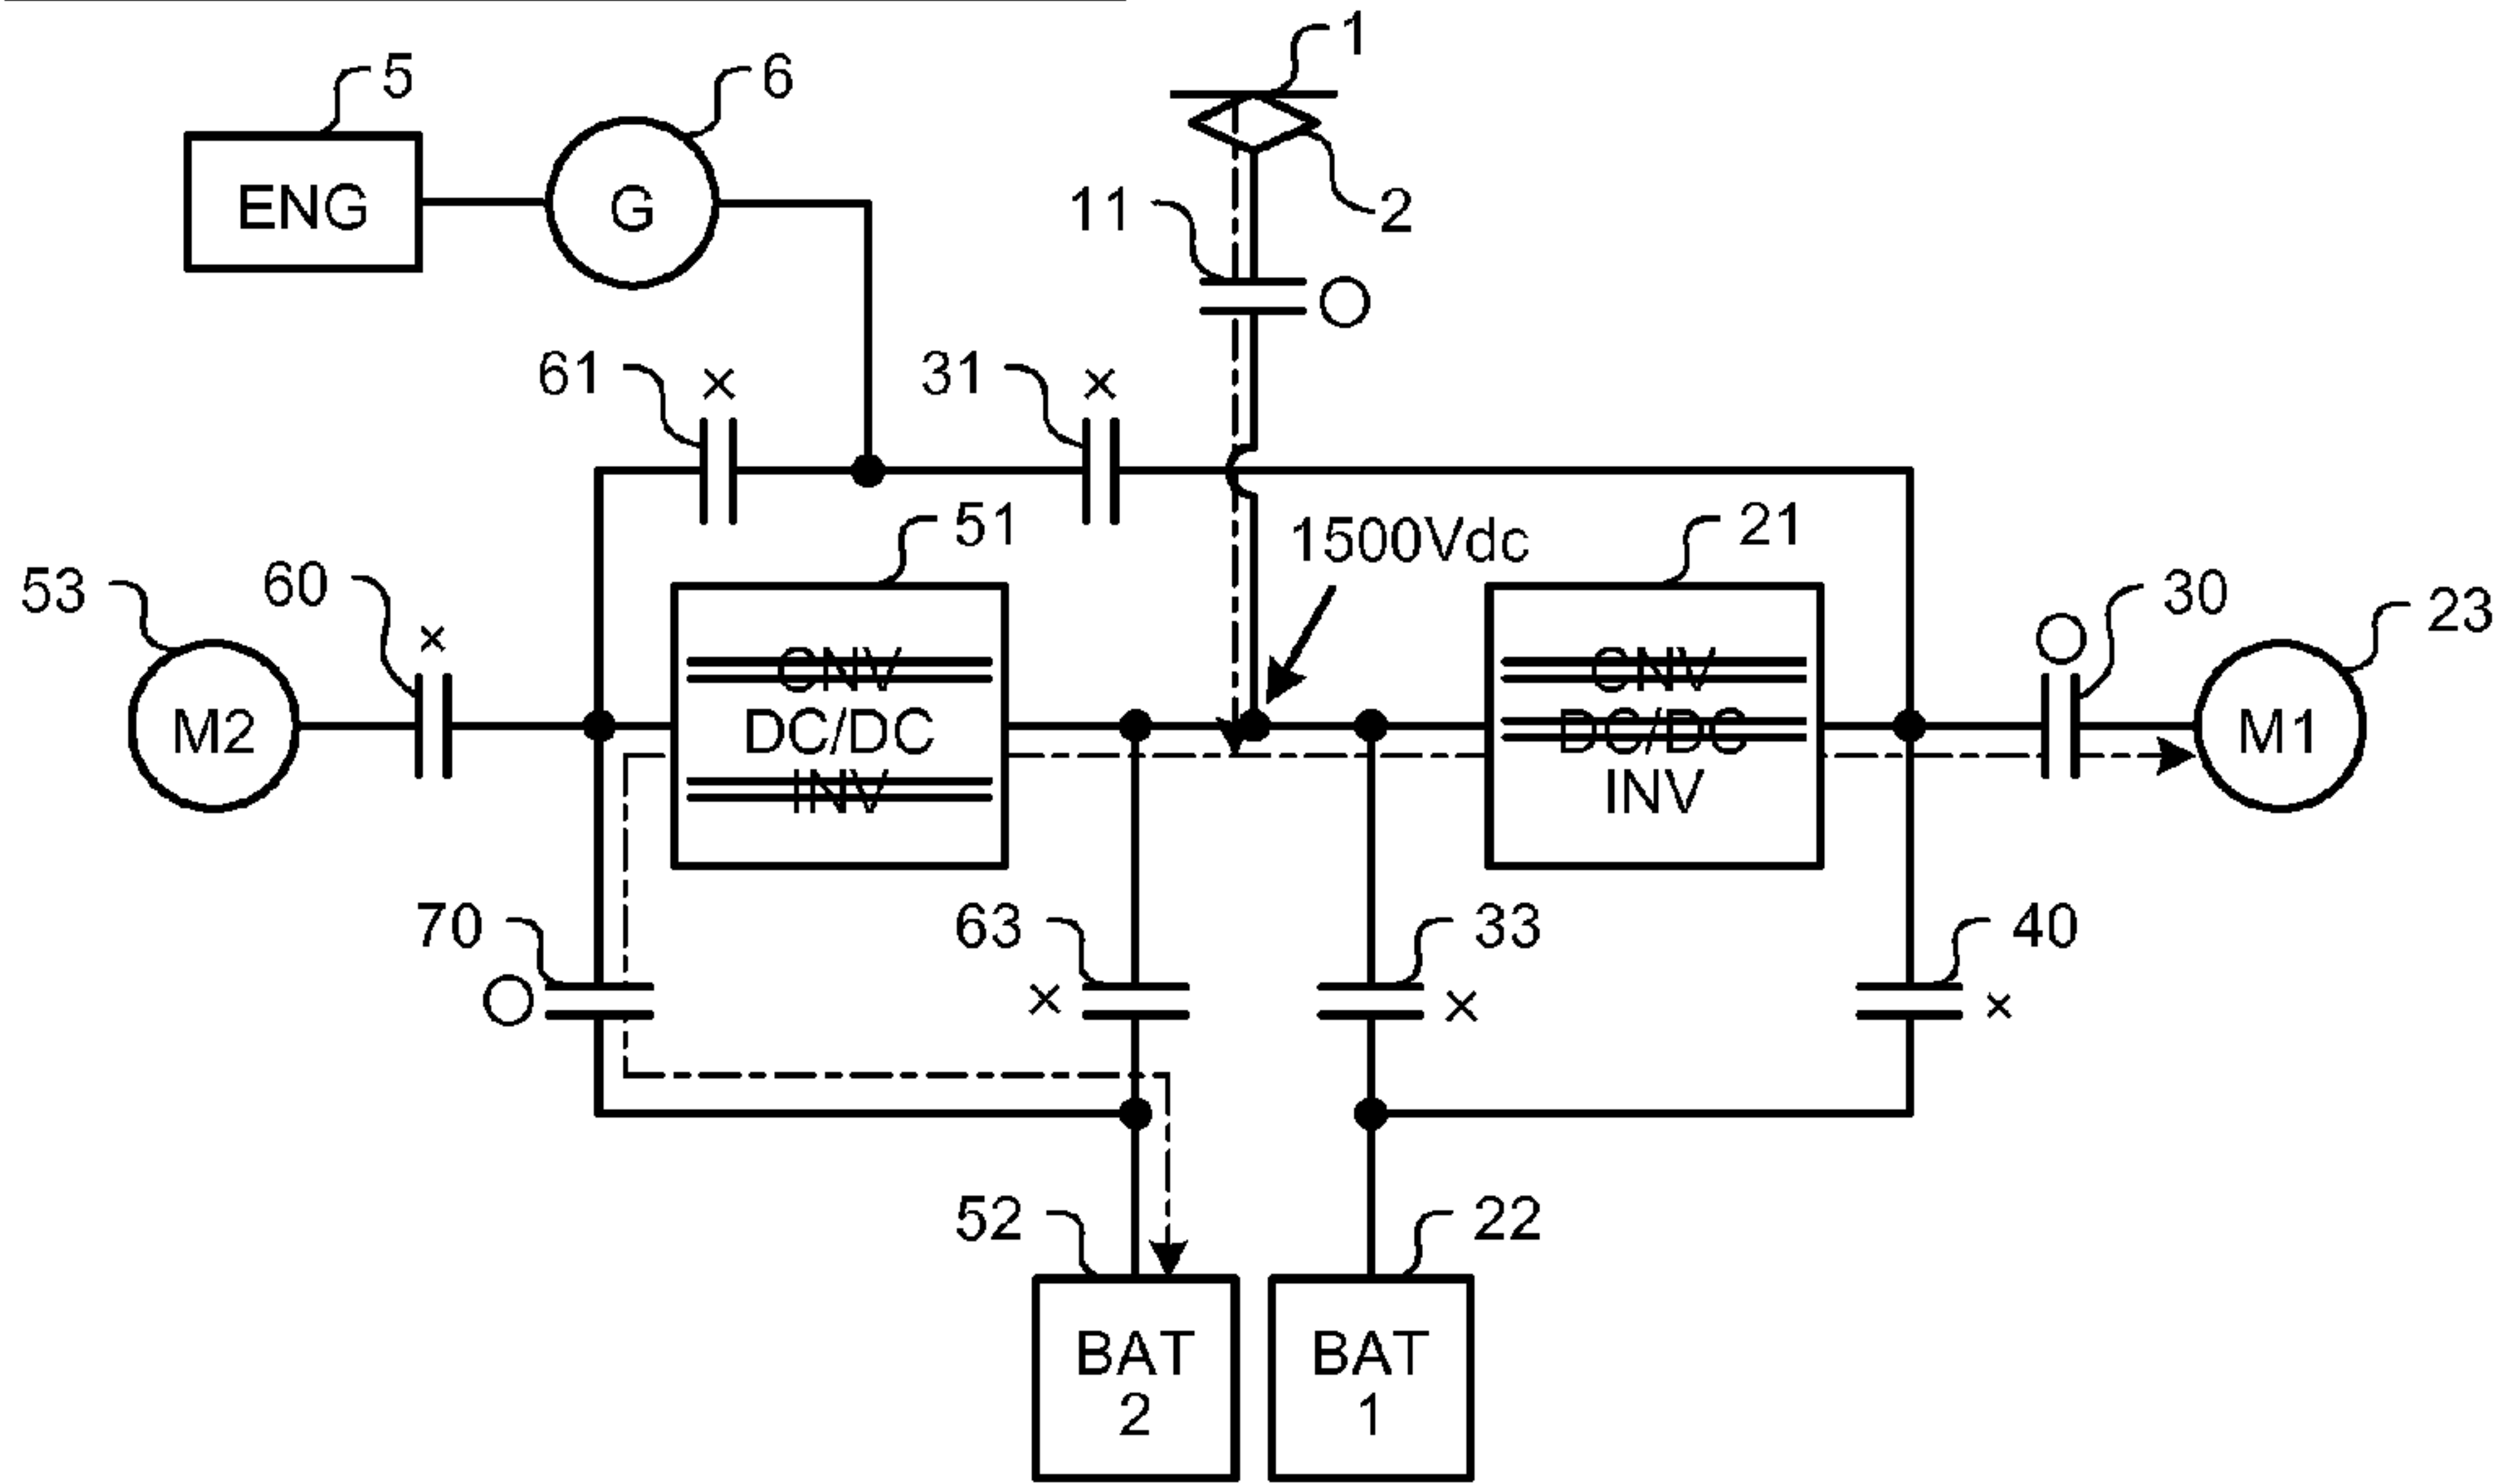 1
5
6
ENG
G
2
11
61
×
31
×
51
1500Vdc
21
53
60
×
30
23
M2
CNV
DC/DC
INV
CNV
DC/DC
INV
M1
70
63
×
33
×
40
×
52
22
BAT
2
BAT
1